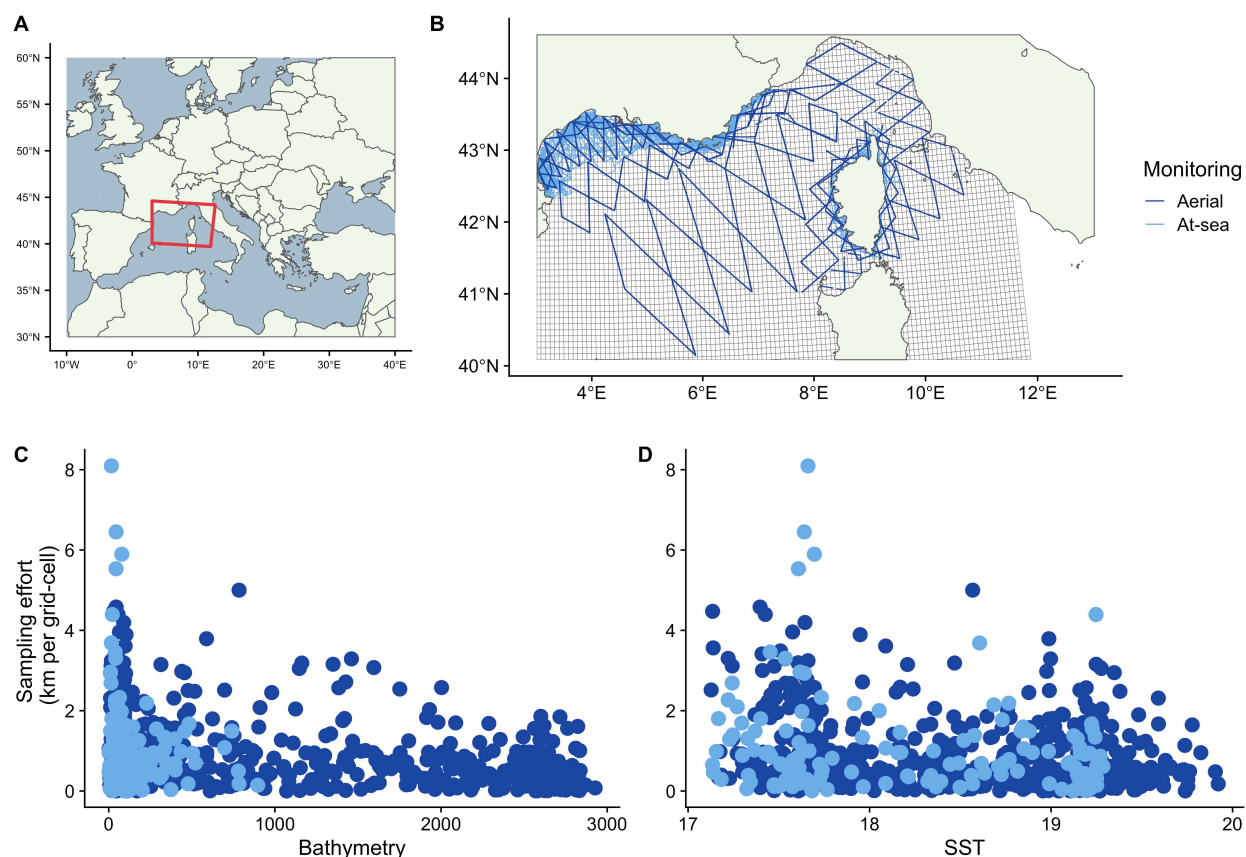 A
60°N
55°N
50°N
45°N
40°N
35°N
30°N
10°W 0° 10°E 20°E 30°E 40°E
B
44°N
43°N
42°N
41°N
40°N
4°E 6°E 8°E 10°E 12°E
Monitoring
Aerial
At-sea
C
Sampling effort
(km per grid-cell)
8
6
4
2
0
0 1000 2000 3000
Bathymetry
D
8
6
4
2
0
17 18 19 20
SST